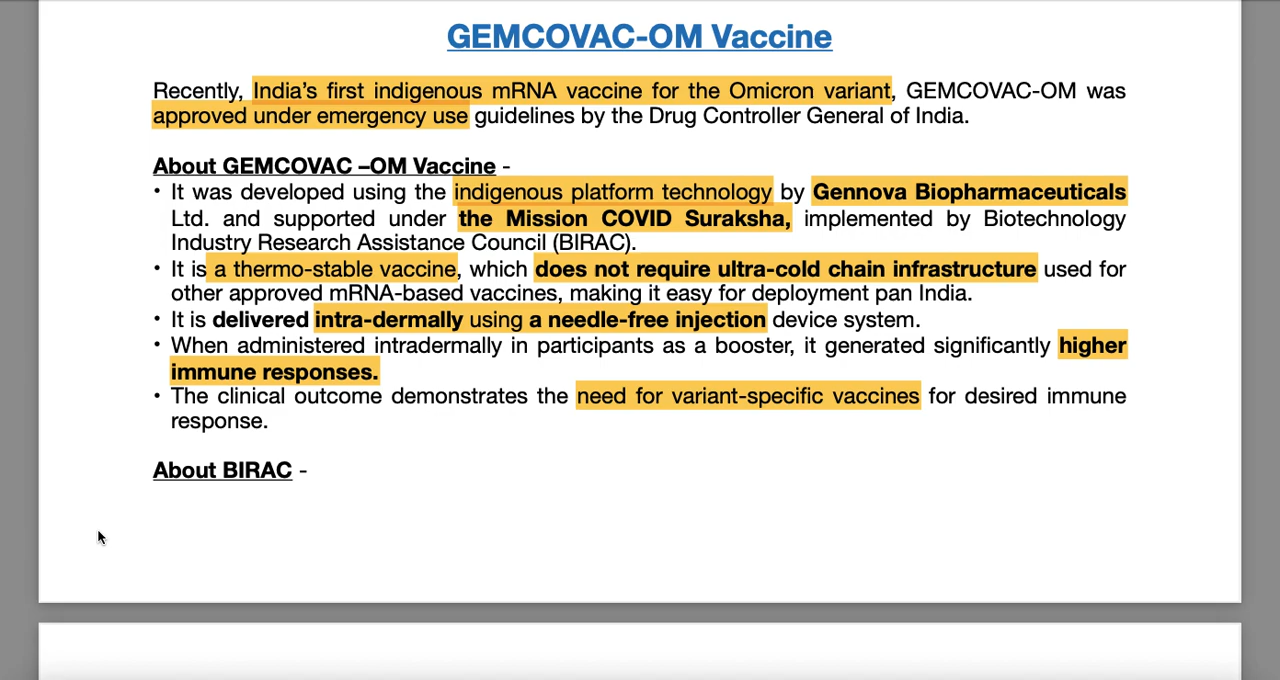 GEMCOVAC-OM Vaccine
Recently, India’s first indigenous mRNA vaccine for the Omicron variant, GEMCOVAC-OM was
approved under emergency use guidelines by the Drug Controller General of India.
About GEMCOVAC –OM Vaccine -
• It was developed using the indigenous platform technology by Gennova Biopharmaceuticals
Ltd. and supported under the Mission COVID Suraksha, implemented by Biotechnology
Industry Research Assistance Council (BIRAC).
• It is a thermo-stable vaccine, which does not require ultra-cold chain infrastructure used for
other approved mRNA-based vaccines, making it easy for deployment pan India.
• It is delivered intra-dermally using a needle-free injection device system.
• When administered intradermally in participants as a booster, it generated significantly higher
immune responses.
• The clinical outcome demonstrates the need for variant-specific vaccines for desired immune
response.
About BIRAC -